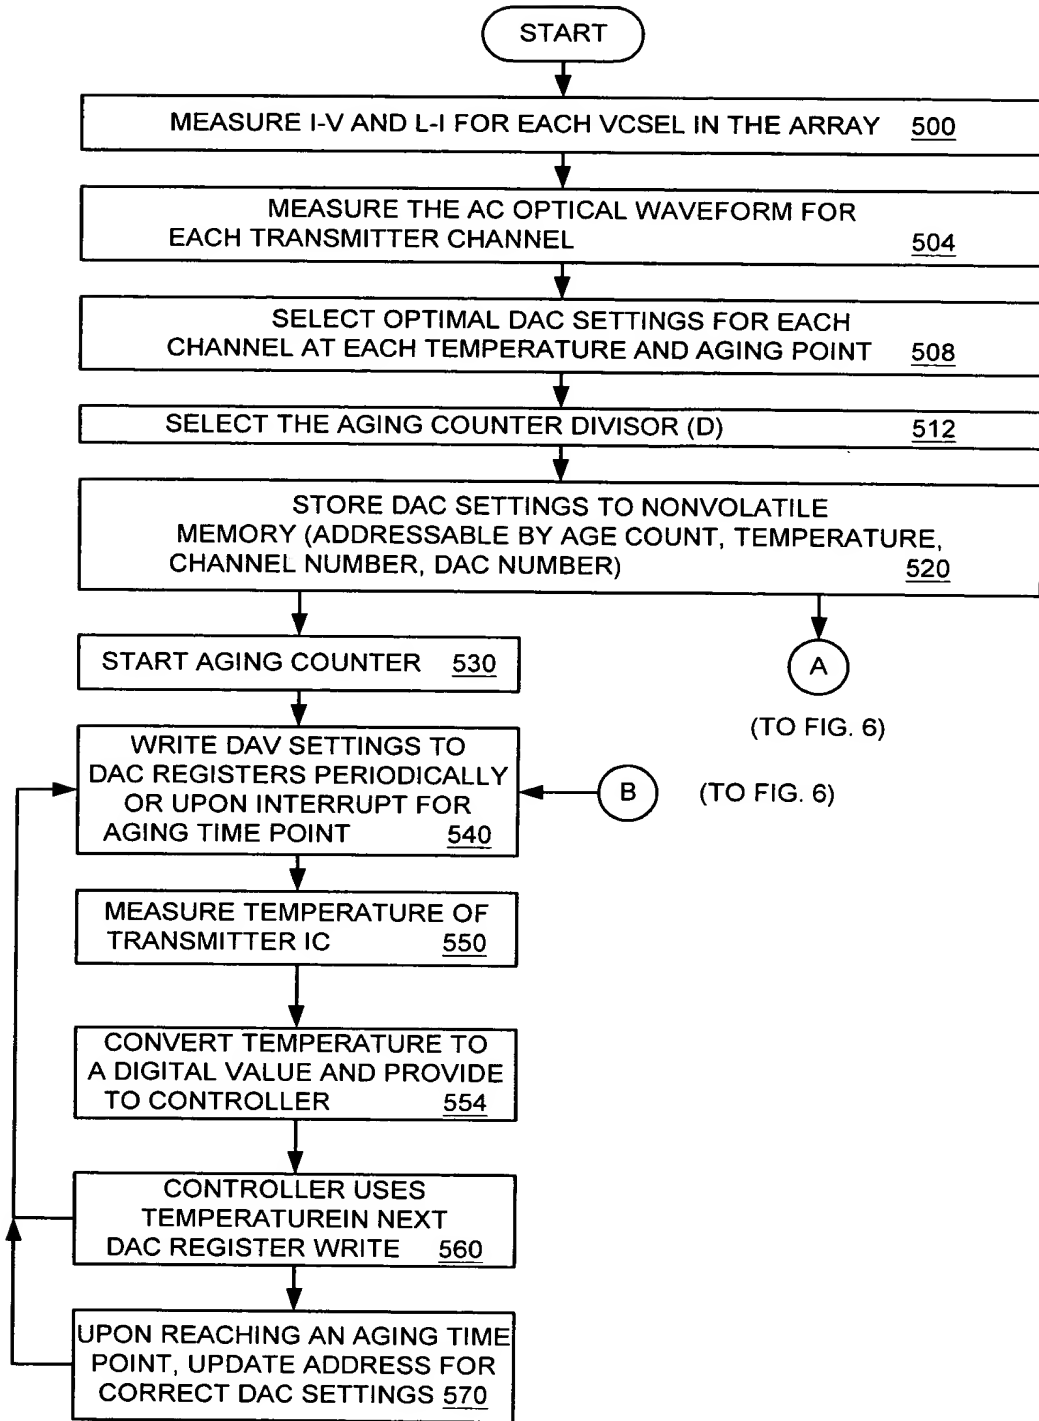 START
MEASURE I-V AND L-I FOR EACH VCSEL IN THE ARRAY 500
MEASURE THE AC OPTICAL WAVEFORM FOR
EACH TRANSMITTER CHANNEL 504
SELECT OPTIMAL DAC SETTINGS FOR EACH
CHANNEL AT EACH TEMPERATURE AND AGING POINT 508
SELECT THE AGING COUNTER DIVISOR (D) 512
STORE DAC SETTINGS TO NONVOLATILE
MEMORY (ADDRESSABLE BY AGE COUNT, TEMPERATURE,
CHANNEL NUMBER, DAC NUMBER) 520
START AGING COUNTER 530
A
(TO FIG. 6)
WRITE DAV SETTINGS TO
DAC REGISTERS PERIODICALLY
OR UPON INTERRUPT FOR
AGING TIME POINT 540
B (TO FIG. 6)
MEASURE TEMPERATURE OF
TRANSMITTER IC 550
CONVERT TEMPERATURE TO
A DIGITAL VALUE AND PROVIDE
TO CONTROLLER 554
CONTROLLER USES
TEMPERATUREIN NEXT
DAC REGISTER WRITE 560
UPON REACHING AN AGING TIME
POINT, UPDATE ADDRESS FOR
CORRECT DAC SETTINGS 570